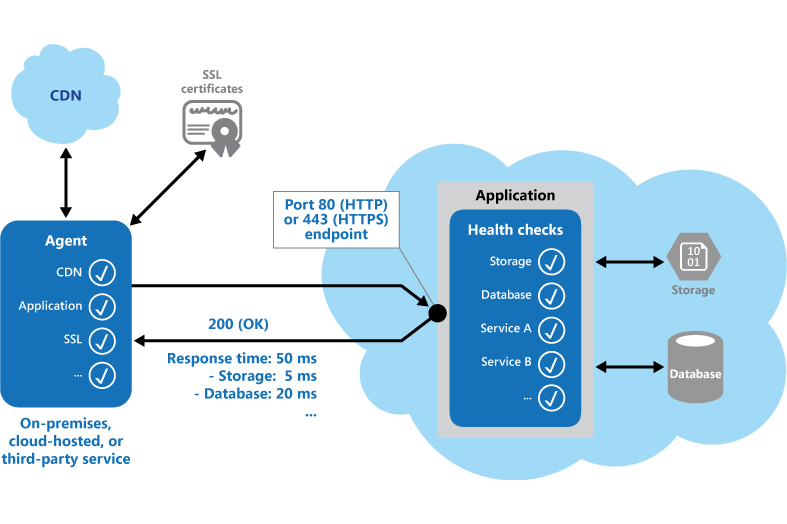 CDN
SSL
certificates
Agent
CDN
Application
SSL
...
On-premises,
cloud-hosted, or
third-party service
Port 80 (HTTP)
or 443 (HTTPS)
endpoint
200 (OK)
Response time: 50 ms
- Storage: 5 ms
- Database: 20 ms
...
Application
Health checks
Storage
Database
Service A
Service B
...
10
01
Storage
Database